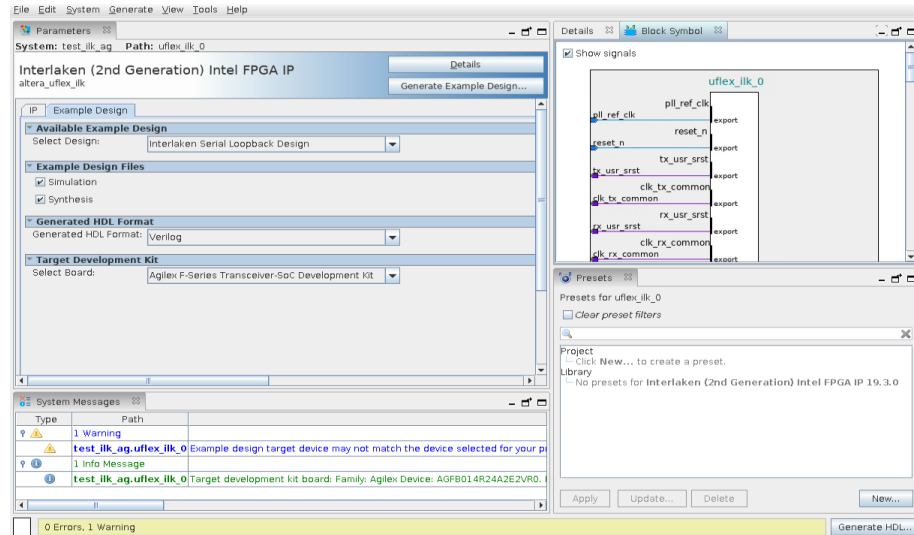 File Edit System Generate View Tools Help
Parameters
System: test_ilk_ag Path: uflex_ilk_0
Interlaken (2nd Generation) Intel FPGA IP
altera_uflex_ilk
Details
Generate Example Design...
IP Example Design
Available Example Design
Select Design: Interlaken Serial Loopback Design
Example Design Files
Simulation
Synthesis
Generated HDL Format
Generated HDL Format: Verilog
Target Development Kit
Select Board: Agilex F-Series Transceiver-SoC Development Kit
System Messages
Type Path
1 Warning
test_ilk_ag.uflex_ilk_0 Example design target device may not match the device selected for your
1 Info Message
test_ilk_ag.uflex_ilk_0 Target development kit board: Family: Agilex Device: AGFB014R24A2E2VR0.
0 Errors, 1 Warning
Details Block Symbol
Show signals
uflex_ilk_0
pll_ref_clk
pll_ref_clk export
reset_n
reset_n export
tx_usr_srst
tx_usr_srst export
clk_tx_common
clk_tx_common export
rx_usr_srst
rx_usr_srst export
clk_rx_common
clk_rx_common export
Presets
Presets for uflex_ilk_0
Clear preset filters
Project
Click New... to create a preset.
Library
No presets for Interlaken (2nd Generation) Intel FPGA IP 19.3.0
Apply Update... Delete New...
Generate HDL...